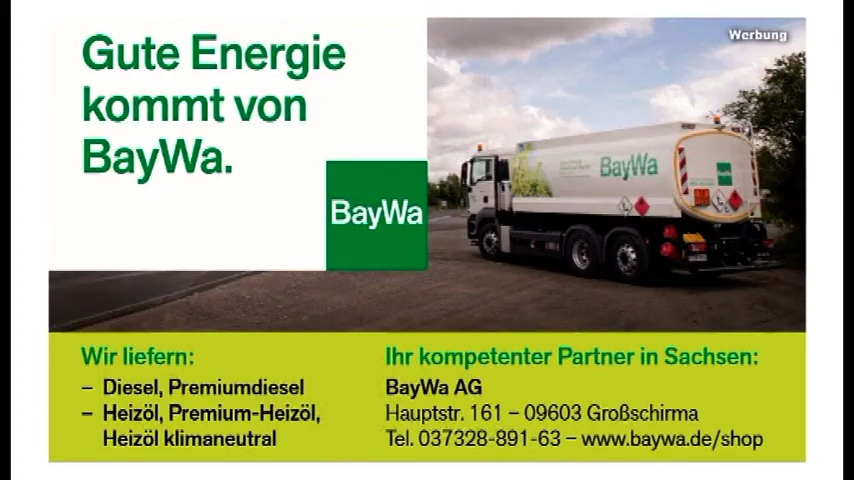 Werbung
Gute Energie
kommt von
BayWa.
BayWa
BayWa
Wir liefern:
– Diesel, Premiumdiesel
– Heizöl, Premium-Heizöl,
Heizöl klimaneutral
Ihr kompetenter Partner in Sachsen:
BayWa AG
Hauptstr. 161 – 09603 Großschirma
Tel. 037328-891-63 – www.baywa.de/shop